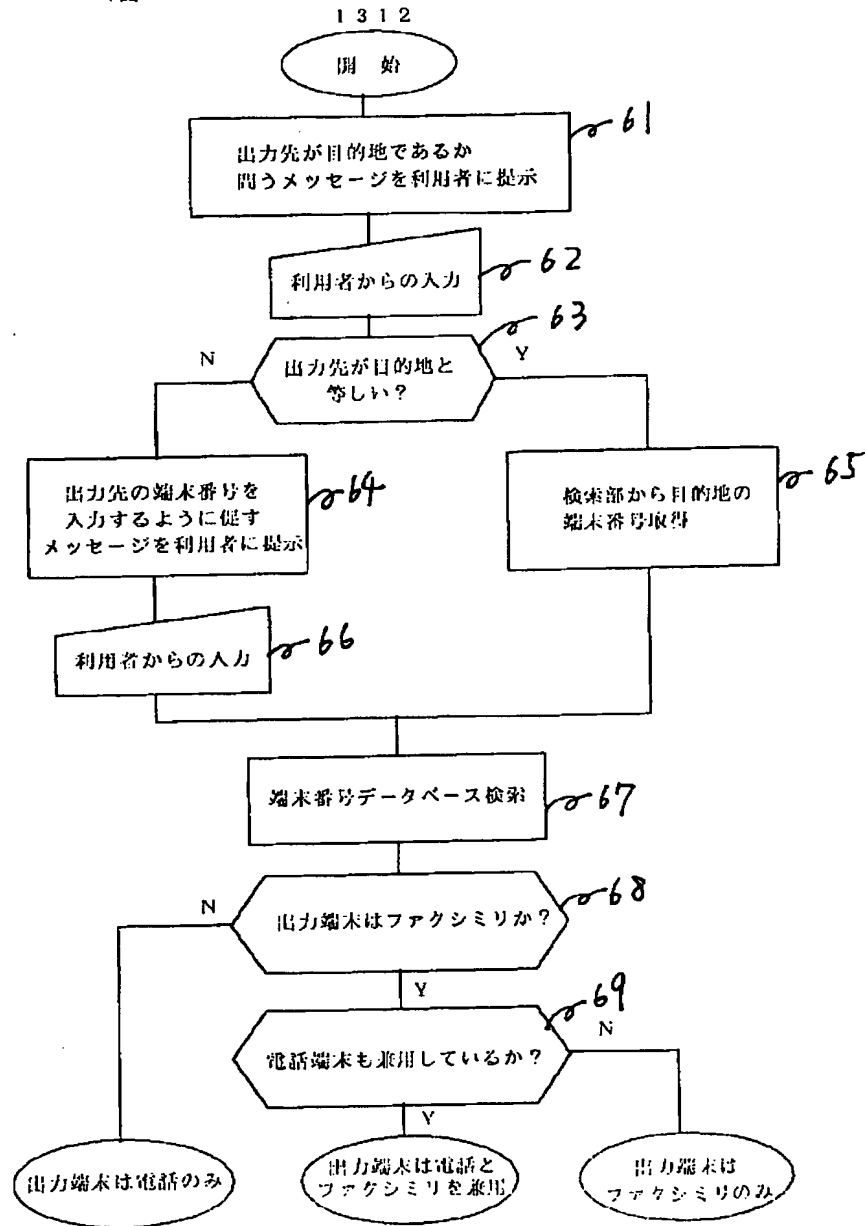 1312
開始
出力先が目的地であるか
問うメッセージを利用者に提示
61
利用者からの入力
62
63
N
Y
出力先が目的地と
等しい？
出力先の端末番号を
入力するように促す
メッセージを利用者に提示
64
検索部から目的地の
端末番号取得
65
利用者からの入力
66
端末番号データベース検索
67
N
出力端末はファクシミリか？
68
Y
69
電話端末も兼用しているか？
N
Y
出力端末は電話のみ
出力端末は電話と
ファクシミリを兼用
出力端末は
ファクシミリのみ